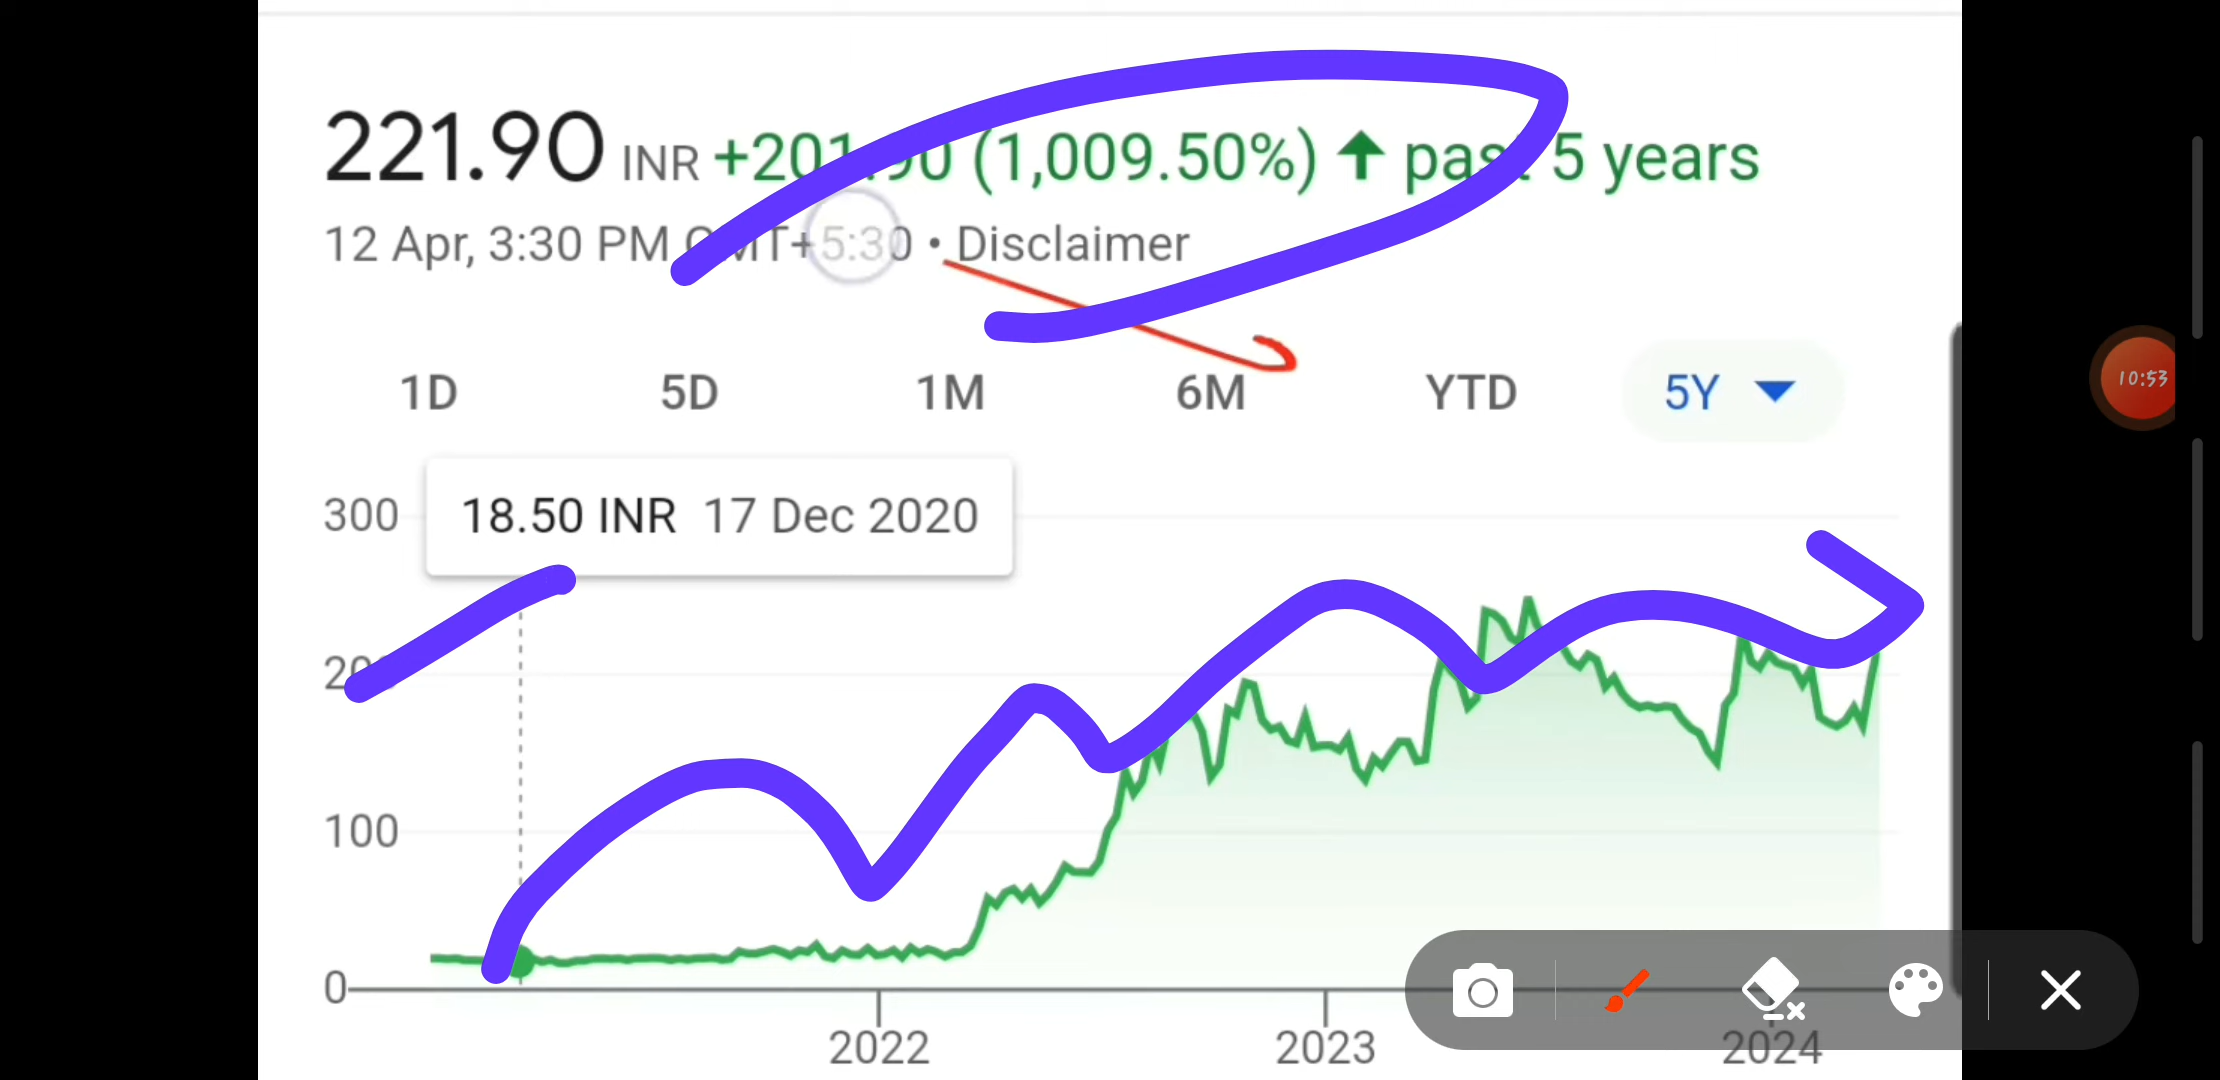 221.90 INR +201.90 (1,009.50%) ↑ past 5 years
12 Apr, 3:30 PM GMT+5:30 • Disclaimer
1D 5D 1M 6M YTD 5Y
10:53
18.50 INR 17 Dec 2020
300
200
100
0
2022 2023 2024